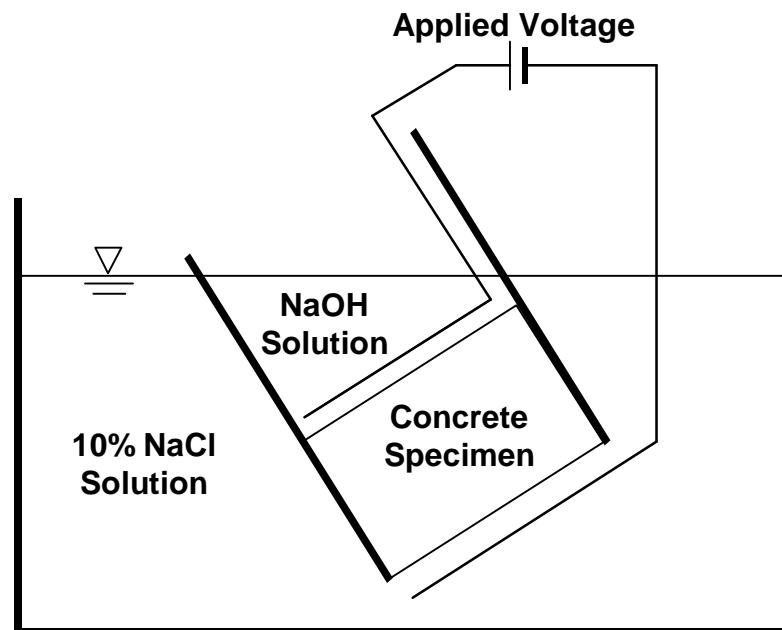 Applied Voltage
NaOH
Solution
Concrete
Specimen
10% NaCl
Solution